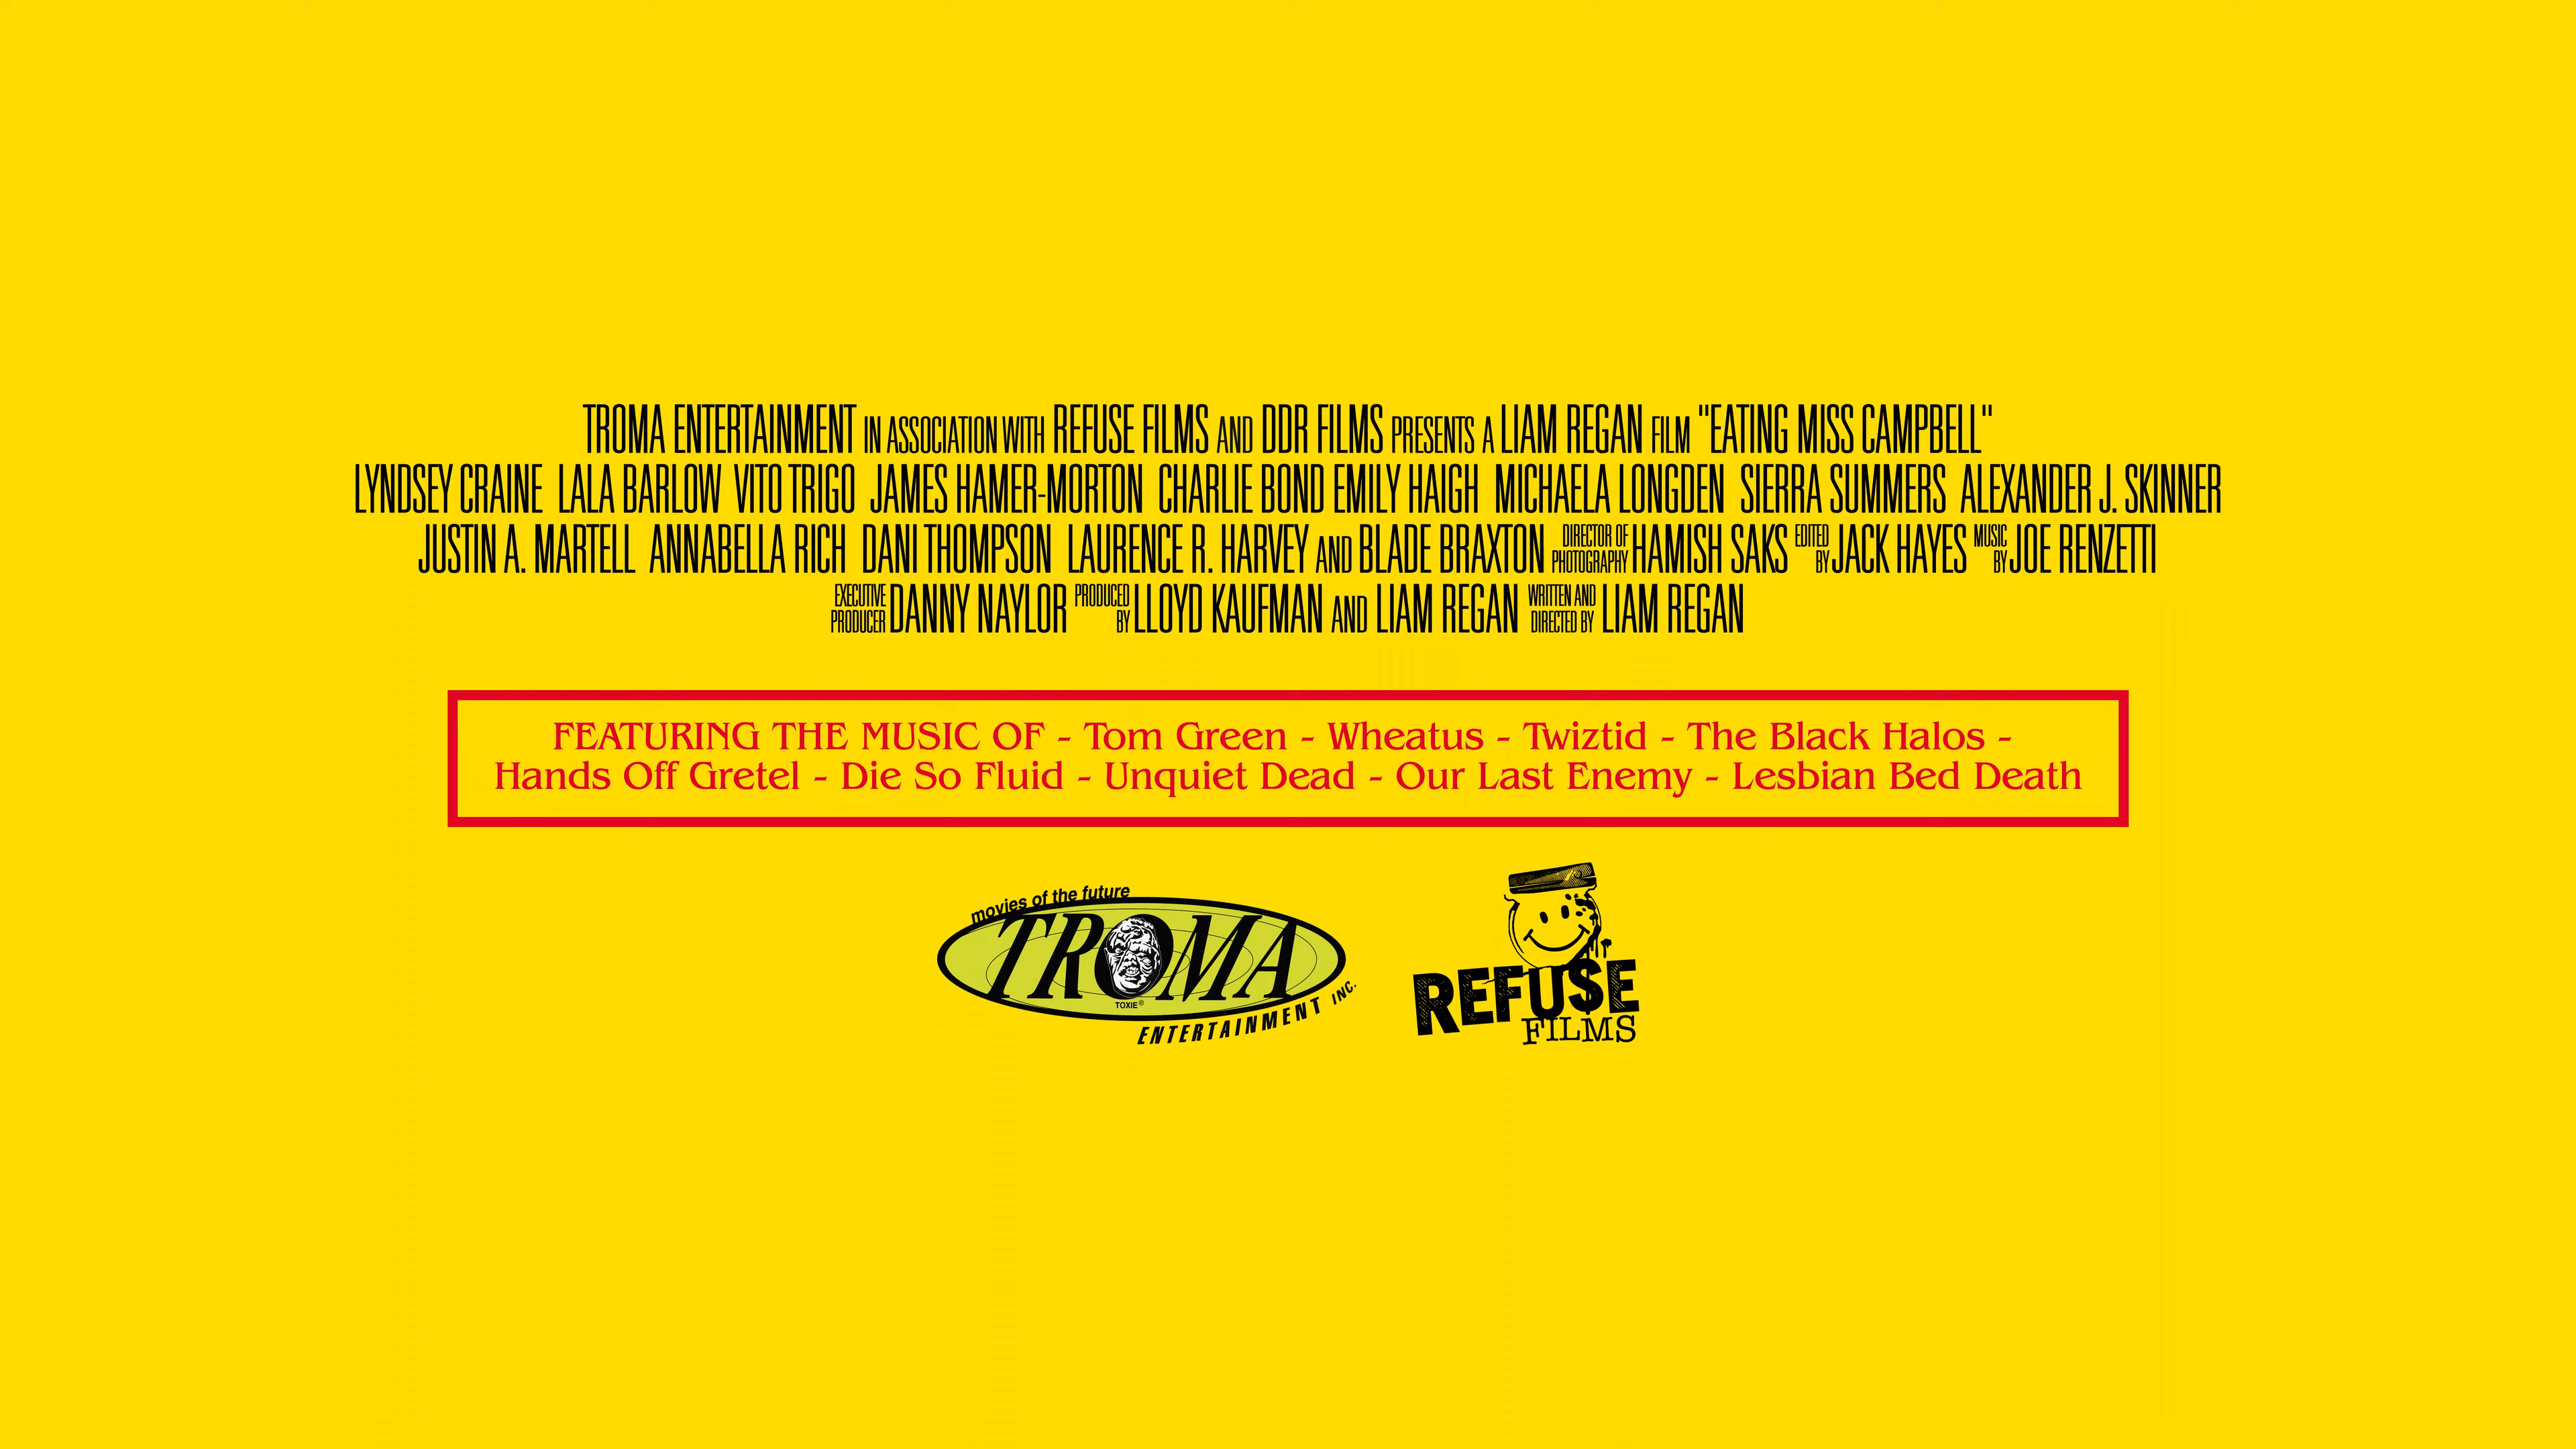 TROMA ENTERTAINMENT IN ASSOCIATION WITH REFUSE FILMS AND DDR FILMS PRESENTS A LIAM REGAN FILM "EATING MISS CAMPBELL"
LYNDSEY CRAINE LALA BARLOW VITO TRIGO JAMES HAMER-MORTON CHARLIE BOND EMILY HAIGH MICHAELA LONGDEN SIERRA SUMMERS ALEXANDER J. SKINNER
JUSTIN A. MARTELL ANNABELLA RICH DANI THOMPSON LAURENCE R. HARVEY AND BLADE BRAXTON DIRECTOR OF PHOTOGRAPHY HAMISH SAKS EDITED BY JACK HAYES MUSIC BY JOE RENZETTI
EXECUTIVE PRODUCER DANNY NAYLOR PRODUCED BY LLOYD KAUFMAN AND LIAM REGAN WRITTEN AND DIRECTED BY LIAM REGAN
FEATURING THE MUSIC OF - Tom Green - Wheatus - Twiztid - The Black Halos -
Hands Off Gretel - Die So Fluid - Unquiet Dead - Our Last Enemy - Lesbian Bed Death
movies of the future
TROMA
TOXIE®
ENTERTAINMENT INC.
REFUSE
FILMS